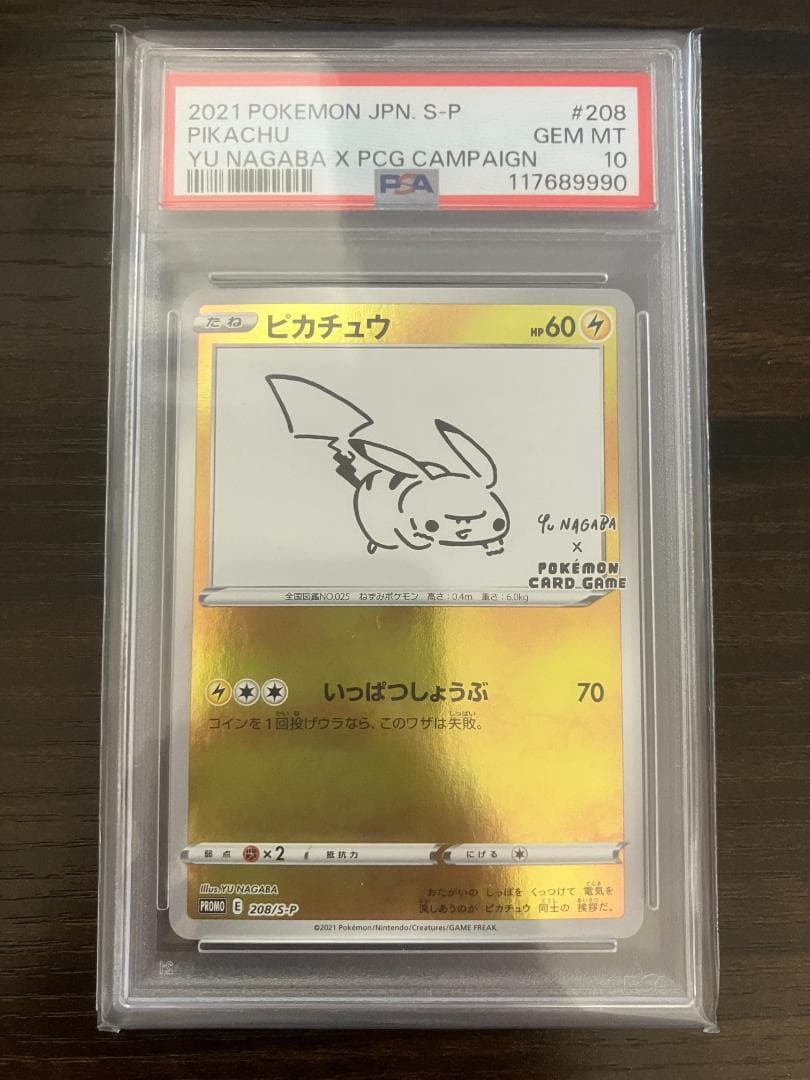 2021 POKEMON JPN. S-P #208
PIKACHU GEM MT
YU NAGABA X PCG CAMPAIGN 10
PSA 117689990
たね ピカチュウ HP60
YU NAGABA
X
POKÉMON
CARD GAME
全国図鑑NO.025 ねずみポケモン 高さ:0.4m 重さ:6.0kg
いっぱつしょうぶ 70
コインを1回投げウラなら、このワザは失敗。
弱点 ×2 抵抗力 にげる
Illus. YU NAGABA
おたがいの しっぽを くっつけて 電気を
流しあうのが ピカチュウ 同士の 挨拶だ。
PROMO E 208/S-P
©2021 Pokémon/Nintendo/Creatures/GAME FREAK.